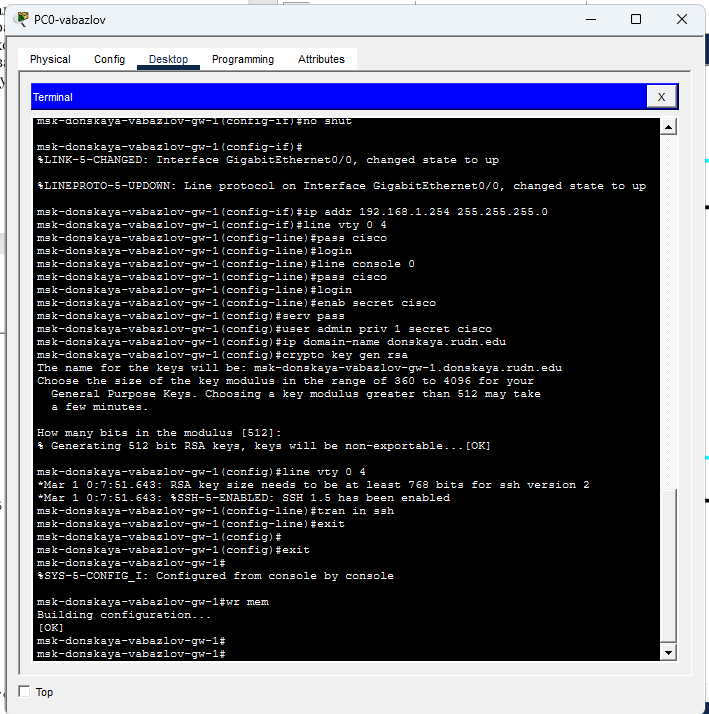 PC0-vabazlov
Physical Config Desktop Programming Attributes
Terminal X
msk-donskaya-vabazlov-gw-1(config-if)#no shut
msk-donskaya-vabazlov-gw-1(config-if)#
%LINK-5-CHANGED: Interface GigabitEthernet0/0, changed state to up
%LINEPROTO-5-UPDOWN: Line protocol on Interface GigabitEthernet0/0, changed state to up
msk-donskaya-vabazlov-gw-1(config-if)#ip addr 192.168.1.254 255.255.255.0
msk-donskaya-vabazlov-gw-1(config-if)#line vty 0 4
msk-donskaya-vabazlov-gw-1(config-line)#pass cisco
msk-donskaya-vabazlov-gw-1(config-line)#login
msk-donskaya-vabazlov-gw-1(config-line)#line console 0
msk-donskaya-vabazlov-gw-1(config-line)#pass cisco
msk-donskaya-vabazlov-gw-1(config-line)#login
msk-donskaya-vabazlov-gw-1(config-line)#enab secret cisco
msk-donskaya-vabazlov-gw-1(config)#serv pass
msk-donskaya-vabazlov-gw-1(config)#user admin priv 1 secret cisco
msk-donskaya-vabazlov-gw-1(config)#ip domain-name donskaya.rudn.edu
msk-donskaya-vabazlov-gw-1(config)#crypto key gen rsa
The name for the keys will be: msk-donskaya-vabazlov-gw-1.donskaya.rudn.edu
Choose the size of the key modulus in the range of 360 to 4096 for your
General Purpose Keys. Choosing a key modulus greater than 512 may take
a few minutes.
How many bits in the modulus [512]:
% Generating 512 bit RSA keys, keys will be non-exportable...[OK]
msk-donskaya-vabazlov-gw-1(config)#line vty 0 4
*Mar 1 0:7:51.643: RSA key size needs to be at least 768 bits for ssh version 2
*Mar 1 0:7:51.643: %SSH-5-ENABLED: SSH 1.5 has been enabled
msk-donskaya-vabazlov-gw-1(config-line)#tran in ssh
msk-donskaya-vabazlov-gw-1(config-line)#exit
msk-donskaya-vabazlov-gw-1(config)#
msk-donskaya-vabazlov-gw-1(config)#exit
msk-donskaya-vabazlov-gw-1#
%SYS-5-CONFIG_I: Configured from console by console
msk-donskaya-vabazlov-gw-1#wr mem
Building configuration...
[OK]
msk-donskaya-vabazlov-gw-1#
msk-donskaya-vabazlov-gw-1#
Top